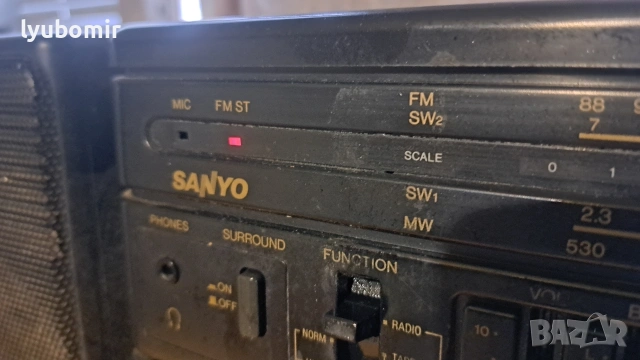 lyubomir
MIC FM ST
FM 88
SW2 7
SCALE 0 1
SANYO
SW1 2.3
MW 530
PHONES SURROUND
FUNCTION
ON
OFF
RADIO
NORM
10
BAZAR